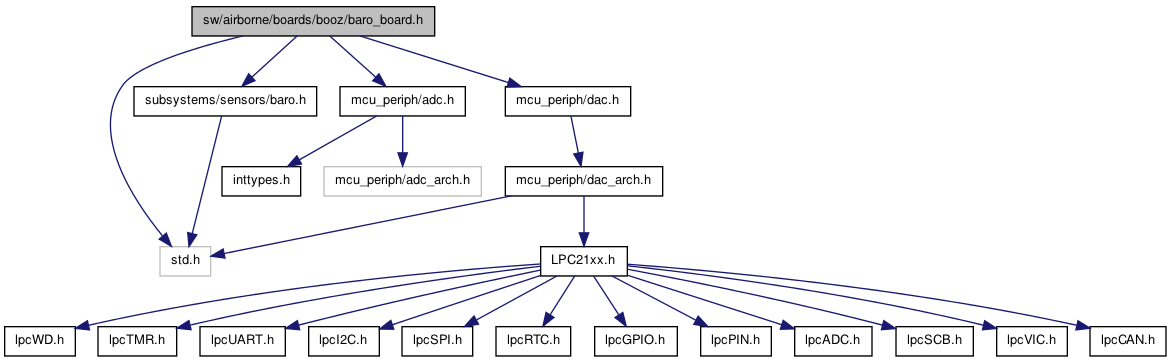 sw/airborne/boards/booz/baro_board.h
subsystems/sensors/baro.h
mcu_periph/adc.h
mcu_periph/dac.h
inttypes.h
mcu_periph/adc_arch.h
mcu_periph/dac_arch.h
std.h
LPC21xx.h
lpcWD.h
lpcTMR.h
lpcUART.h
lpcI2C.h
lpcSPI.h
lpcRTC.h
lpcGPIO.h
lpcPIN.h
lpcADC.h
lpcSCB.h
lpcVIC.h
lpcCAN.h